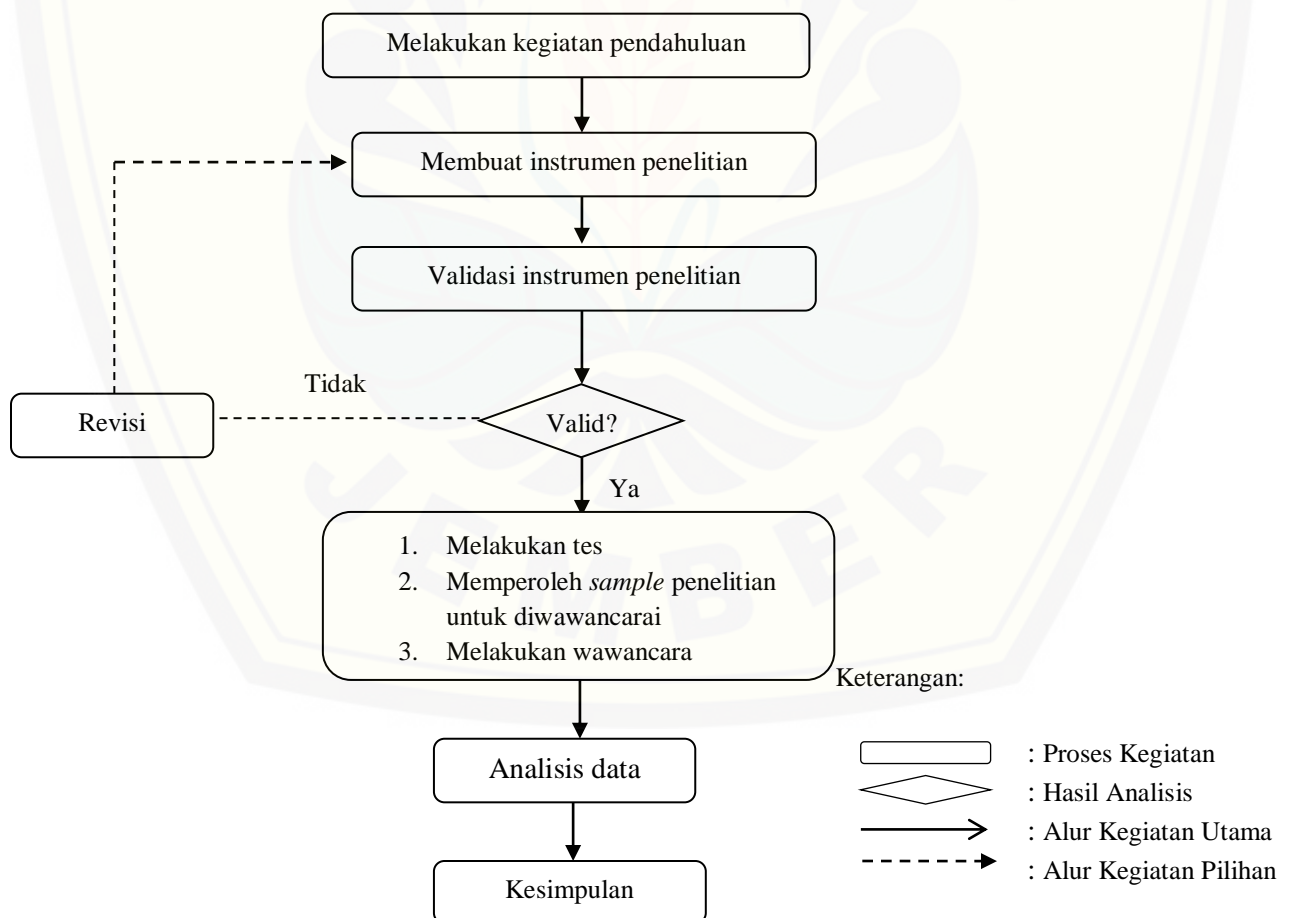 Melakukan kegiatan pendahuluan
Membuat instrumen penelitian
Validasi instrumen penelitian
Tidak
Revisi
Valid?
Ya
1. Melakukan tes
2. Memperoleh sample penelitian
untuk diwawancarai
3. Melakukan wawancara
Keterangan:
Analisis data
Kesimpulan
: Proses Kegiatan
: Hasil Analisis
: Alur Kegiatan Utama
: Alur Kegiatan Pilihan
JEMBER